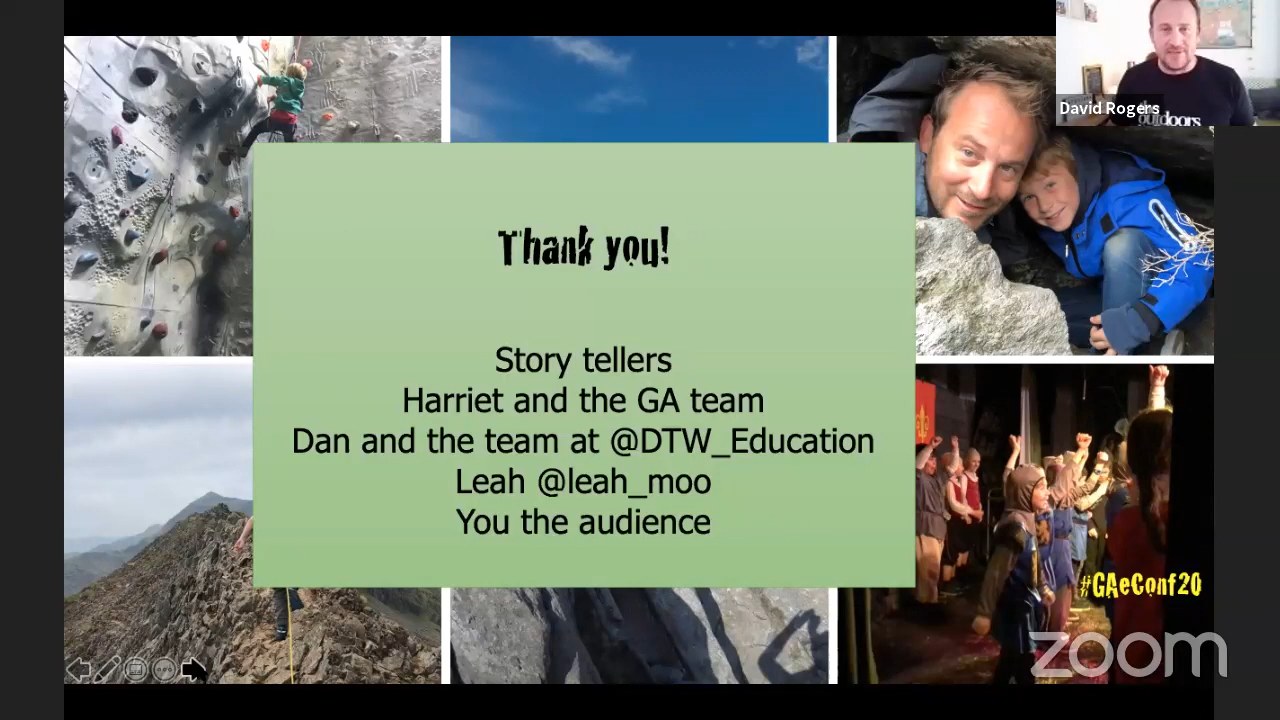 David Rogers
outdoors
Thank you!
Story tellers
Harriet and the GA team
Dan and the team at @DTW_Education
Leah @leah_moo
You the audience
#GAeConf20
zoom